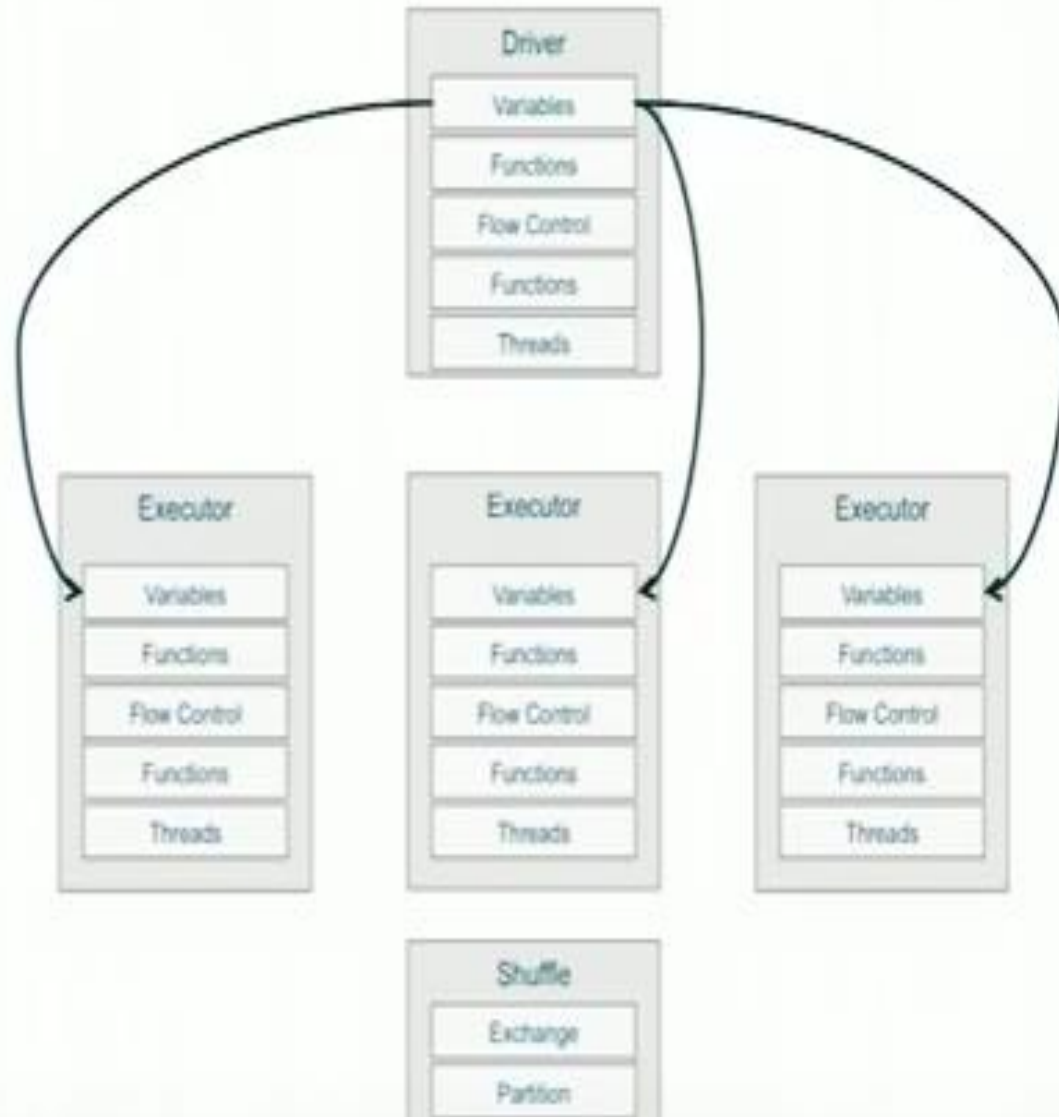 Driver
Variables
Functions
Flow Control
Functions
Threads
Executor
Variables
Functions
Flow Control
Functions
Threads
Executor
Variables
Functions
Flow Control
Functions
Threads
Executor
Variables
Functions
Flow Control
Functions
Threads
Shuffle
Exchange
Partition